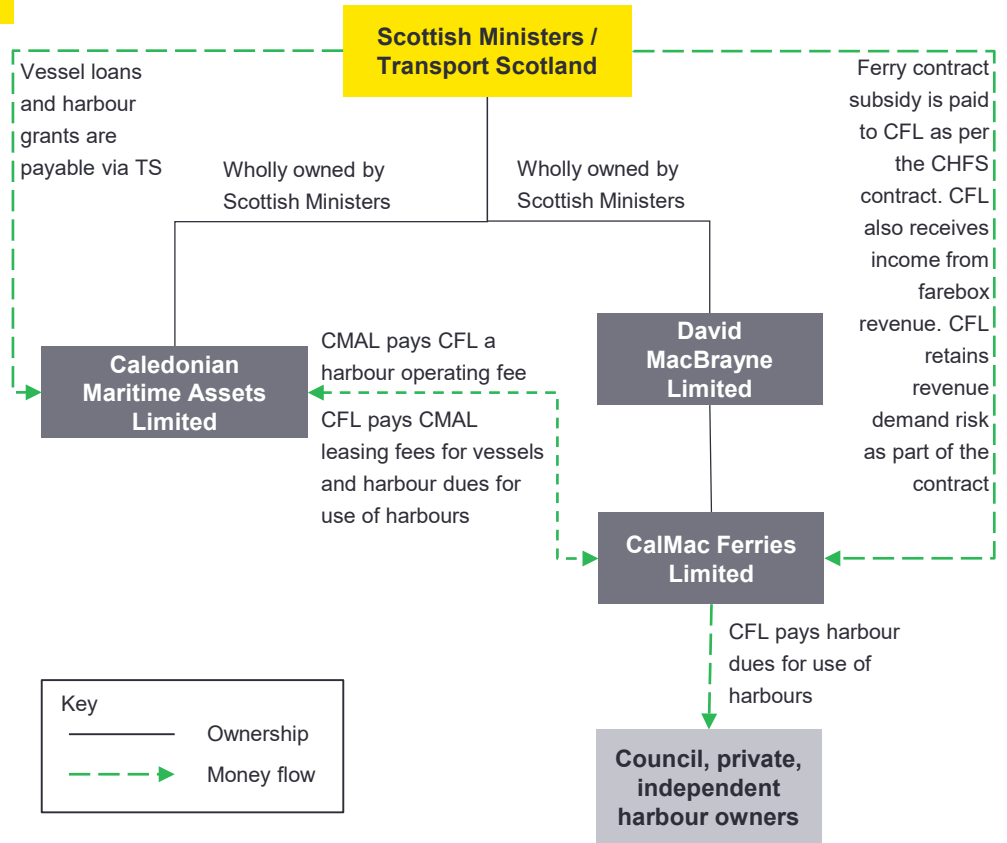 Scottish Ministers /
Transport Scotland
Vessel loans
and harbour
grants are
payable via TS
Wholly owned by
Scottish Ministers
Wholly owned by
Scottish Ministers
Ferry contract
subsidy is paid
to CFL as per
the CHFS
contract. CFL
also receives
income from
farebox
revenue. CFL
retains
revenue
demand risk
as part of the
contract
Caledonian
Maritime Assets
Limited
CMAL pays CFL a
harbour operating fee
CFL pays CMAL
leasing fees for vessels
and harbour dues for
use of harbours
David
MacBrayne
Limited
CalMac Ferries
Limited
CFL pays harbour
dues for use of
harbours
Council, private,
independent
harbour owners
Key
Ownership
Money flow